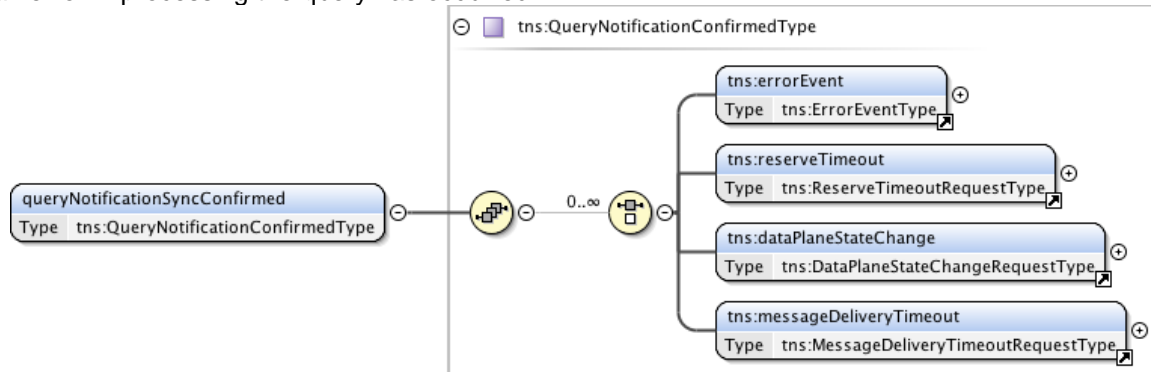 tns:QueryNotificationConfirmedType
tns:errorEvent
Type tns:ErrorEventType
tns:reserveTimeout
Type tns:ReserveTimeoutRequestType
queryNotificationSyncConfirmed
Type tns:QueryNotificationConfirmedType
0..∞
tns:dataPlaneStateChange
Type tns:DataPlaneStateChangeRequestType
tns:messageDeliveryTimeout
Type tns:MessageDeliveryTimeoutRequestType